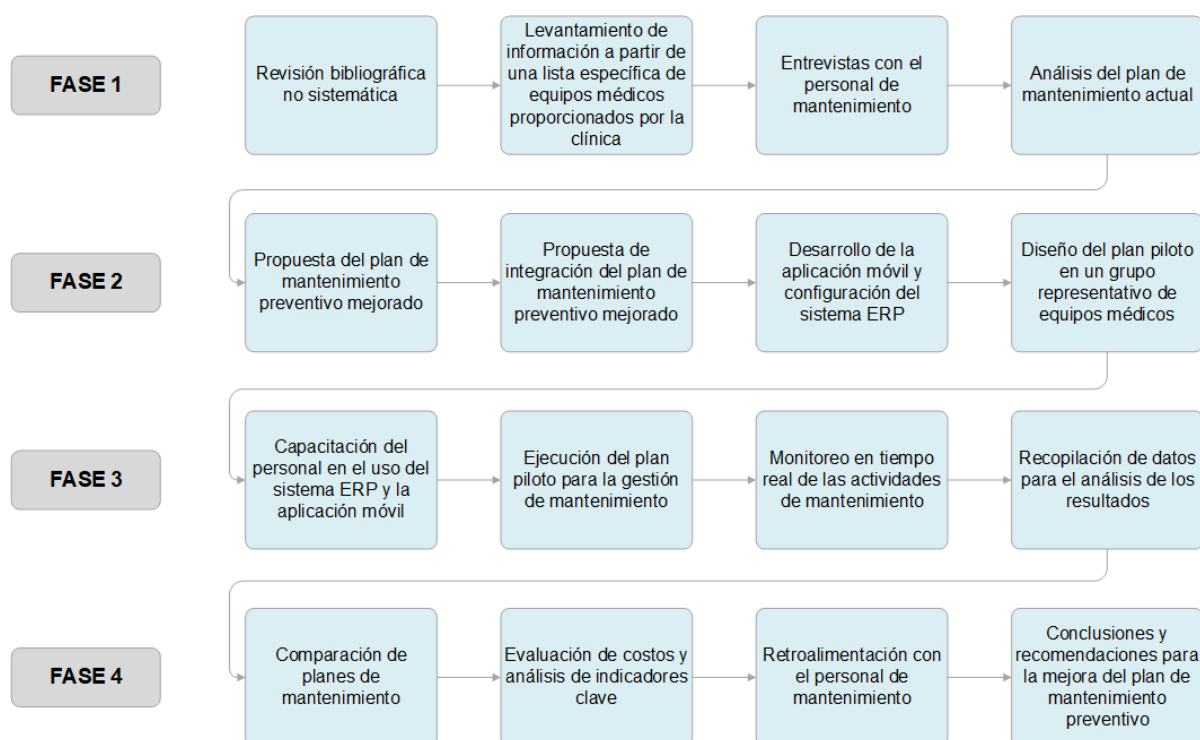 FASE 1
Revisión bibliográfica
no sistemática
Levantamiento de
información a partir de
una lista específica de
equipos médicos
proporcionados por la
clínica
Entrevistas con el
personal de
mantenimiento
Análisis del plan de
mantenimiento actual
FASE 2
Propuesta del plan de
mantenimiento
preventivo mejorado
Propuesta de
integración del plan de
mantenimiento
preventivo mejorado
Desarrollo de la
aplicación móvil y
configuración del
sistema ERP
Diseño del plan piloto
en un grupo
representativo de
equipos médicos
FASE 3
Capacitación del
personal en el uso del
sistema ERP y la
aplicación móvil
Ejecución del plan
piloto para la gestión
de mantenimiento
Monitoreo en tiempo
real de las actividades
de mantenimiento
Recopilación de datos
para el análisis de los
resultados
FASE 4
Comparación de
planes de
mantenimiento
Evaluación de costos y
análisis de indicadores
clave
Retroalimentación con
el personal de
mantenimiento
Conclusiones y
recomendaciones para
la mejora del plan de
mantenimiento
preventivo